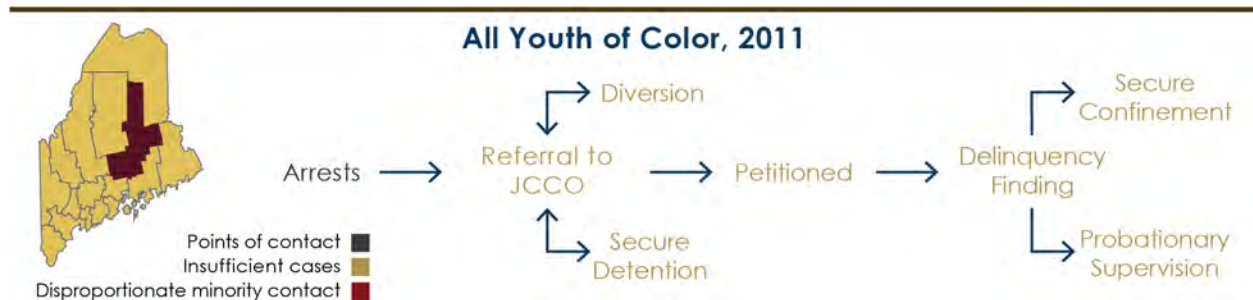 All Youth of Color, 2011
Diversion
Secure
Confinement
Arrests
Referral to
JCCO
Petitioned
Delinquency
Finding
Secure
Detention
Probationary
Supervision
Points of contact
Insufficient cases
Disproportionate minority contact